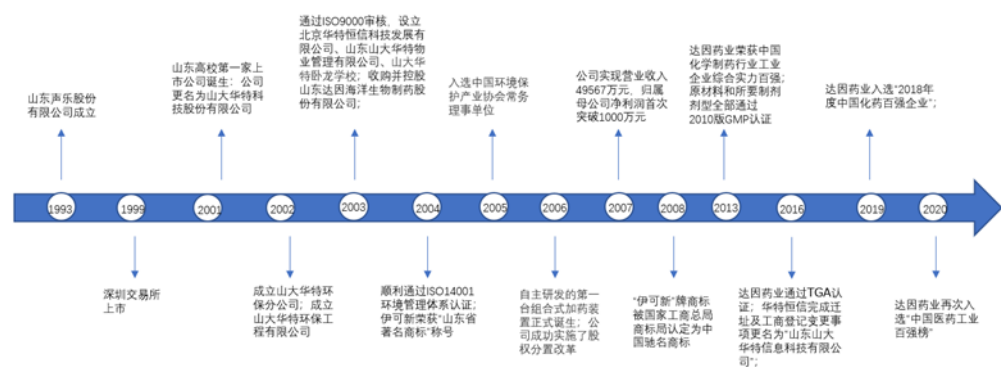 山东声乐股份
有限公司成立
山东高校第一家上
市公司诞生；公司
更名为山大华特科
技股份有限公司
通过ISO9000审核，设立
北京华特恒信科技发展有
限公司、山东山大华特物
业管理有限公司、山大华
特卧龙学校；收购并控股
山东达因海洋生物制药股
份有限公司；
入选中国环境保
护产业协会常务
理事单位
公司实现营业收入
49567万元，归属
母公司净利润首次
突破1000万元
达因药业荣获中国
化学制药行业工业
企业综合实力百强；
原材料和所要制剂
剂型全部通过
2010版GMP认证
达因药业入选“2018年
度中国化药百强企业”；
1993
1999
2001
2002
2003
2004
2005
2006
2007
2008
2013
2016
2019
2020
深圳交易所
上市
成立山大华特环
保分公司；成立
山大华特环保工
程有限公司
顺利通过ISO14001
环境管理体系认证；
伊可新荣获“山东省
著名商标”称号
自主研发的第一
台组合式加药装
置正式诞生；公
司成功实施了股
权分置改革
“伊可新”牌商标
被国家工商总局
商标局认定为中
国驰名商标
达因药业通过TGA认
证；华特恒信完成迁
址及工商登记变更事
项更名为“山东山大
华特信息科技有限公
司”；
达因药业再次入
选“中国医药工业
百强榜”